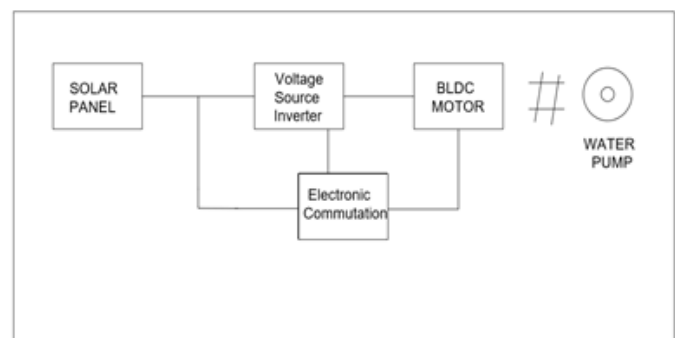 SOLAR
PANEL
Voltage
Source
Inverter
BLDC
MOTOR
WATER
PUMP
Electronic
Commutation